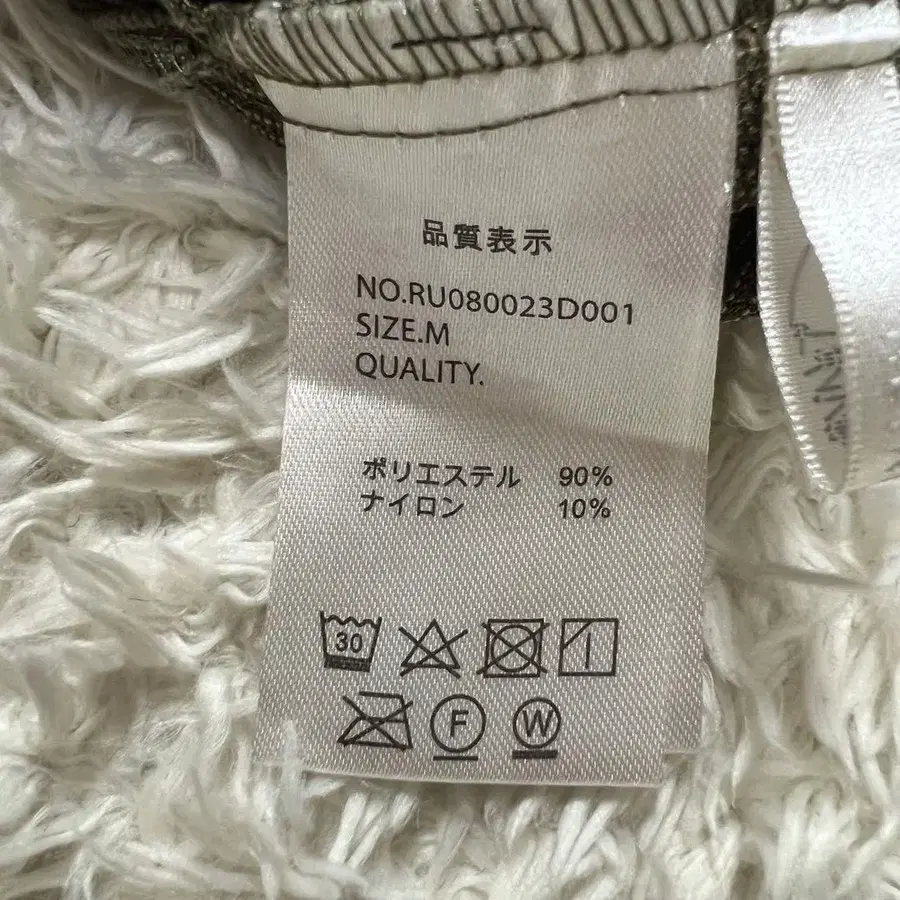 品質表示
NO.RU080023D001
SIZE.M
QUALITY.
ポリエステル 90%
ナイロン 10%
30
F W